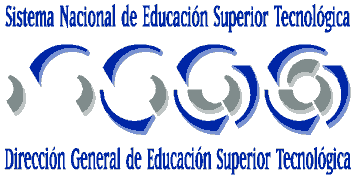 Sistema Nacional de Educación Superior Tecnológica
Dirección General de Educación Superior Tecnológica